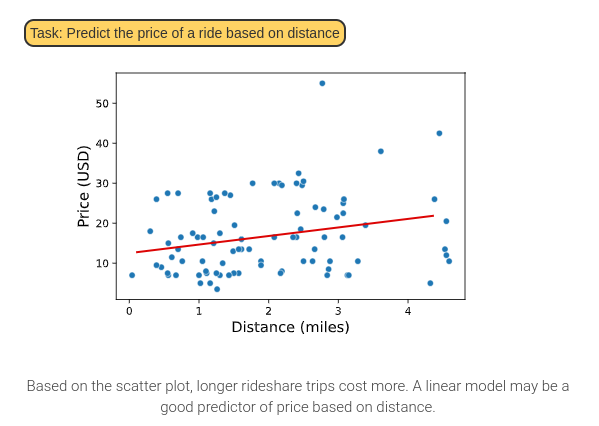 Task: Predict the price of a ride based on distance
50
40
30
20
10
Price (USD)
0 1 2 3 4
Distance (miles)
Based on the scatter plot, longer rideshare trips cost more. A linear model may be a
good predictor of price based on distance.